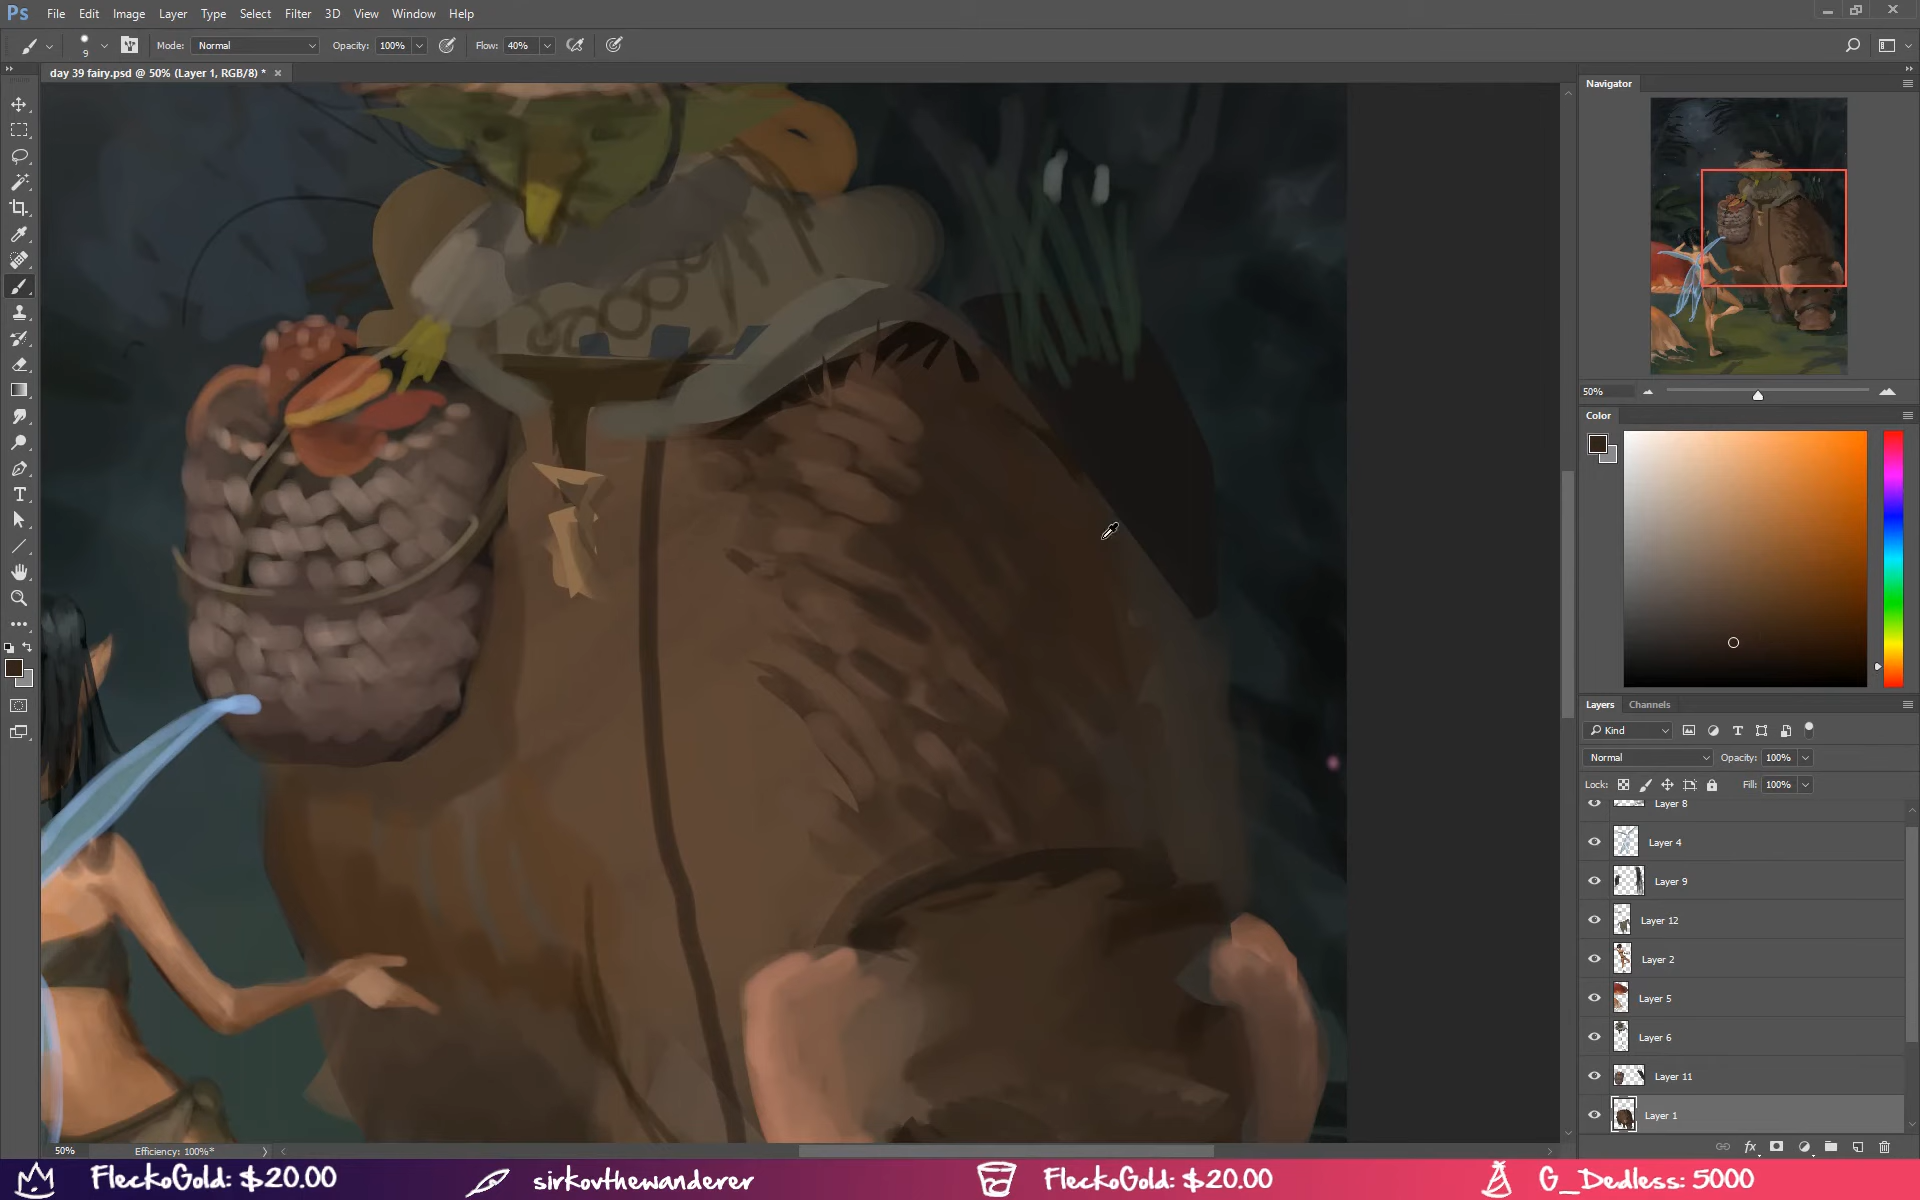 Ps File Edit Image Layer Type Select Filter 3D View Window Help
9 Mode: Normal Opacity: 100% Flow: 40%
day 39 fairy.psd @ 50% (Layer 1, RGB/8) *
Navigator
50%
Color
Layers Channels
Kind
Normal Opacity: 100%
Lock: Fill: 100%
Layer 8
Layer 4
Layer 9
Layer 12
Layer 2
Layer 5
Layer 6
Layer 11
Layer 1
50% Efficiency: 100%*
FleckoGold: $20.00 sirkovthewanderer FleckoGold: $20.00 G_Dedless: 5000